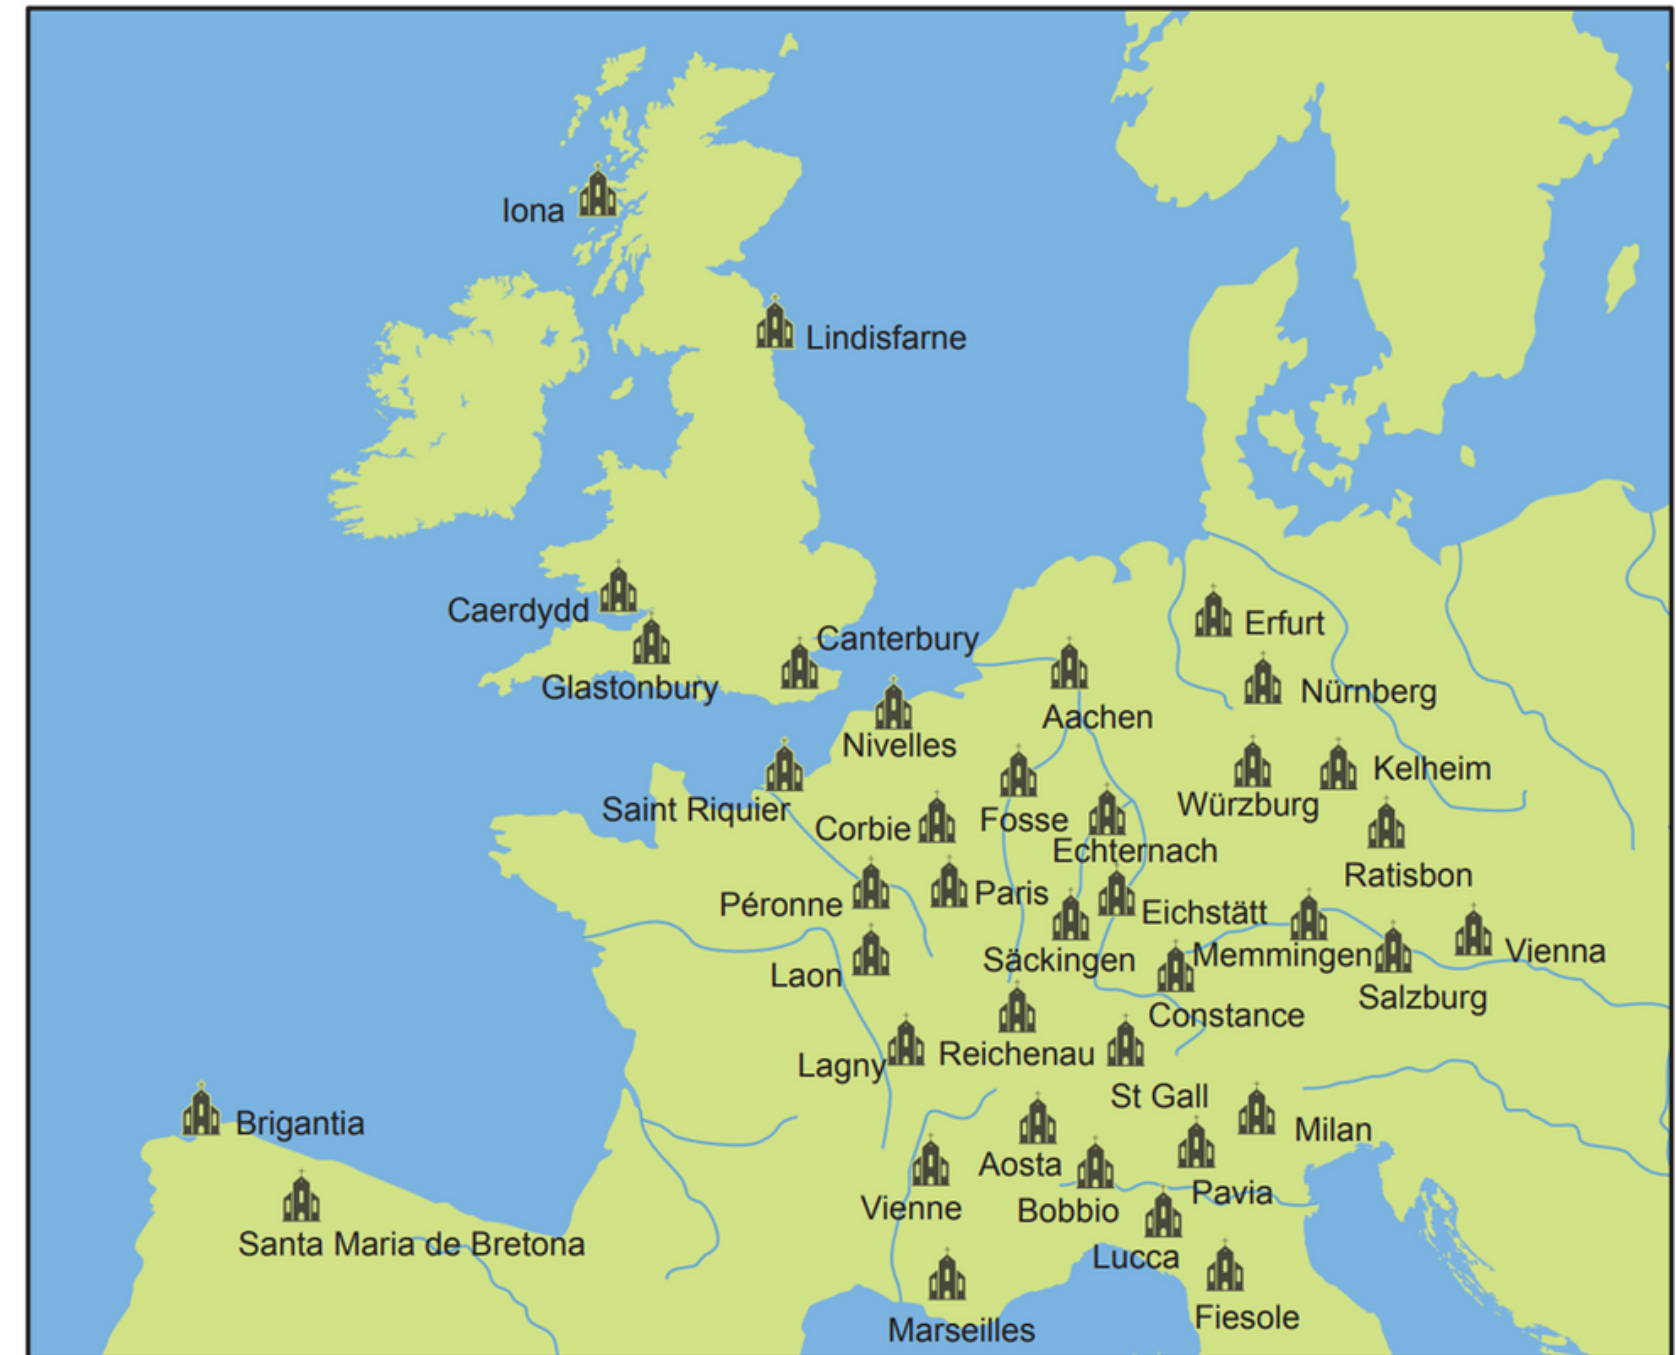 Iona
Lindisfarne
Caerdydd
Erfurt
Canterbury
Glastonbury
Nürnberg
Aachen
Nivelles
Kelheim
Würzburg
Saint Riquier
Fosse
Corbie
Echternach
Ratisbon
Paris
Péronne
Eichstätt
Vienna
Memmingen
Säckingen
Laon
Salzburg
Constance
Reichenau
Lagny
St Gall
Brigantia
Milan
Aosta
Pavia
Vienne
Bobbio
Santa Maria de Bretona
Lucca
Fiesole
Marseilles